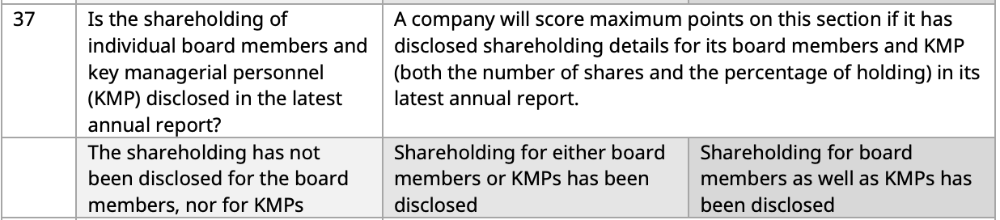 37
Is the shareholding of
individual board members and
key managerial personnel
(KMP) disclosed in the latest
annual report?
A company will score maximum points on this section if it has
disclosed shareholding details for its board members and KMP
(both the number of shares and the percentage of holding) in its
latest annual report.
The shareholding has not
been disclosed for the board
members, nor for KMPs
Shareholding for either board
members or KMPs has been
disclosed
Shareholding for board
members as well as KMPs has
been disclosed